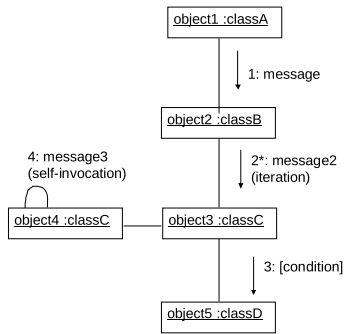 object1 :classA
1: message
object2 :classB
4: message3
(self-invocation)
2*: message2
(iteration)
object4 :classC
object3 :classC
3: [condition]
object5 :classD